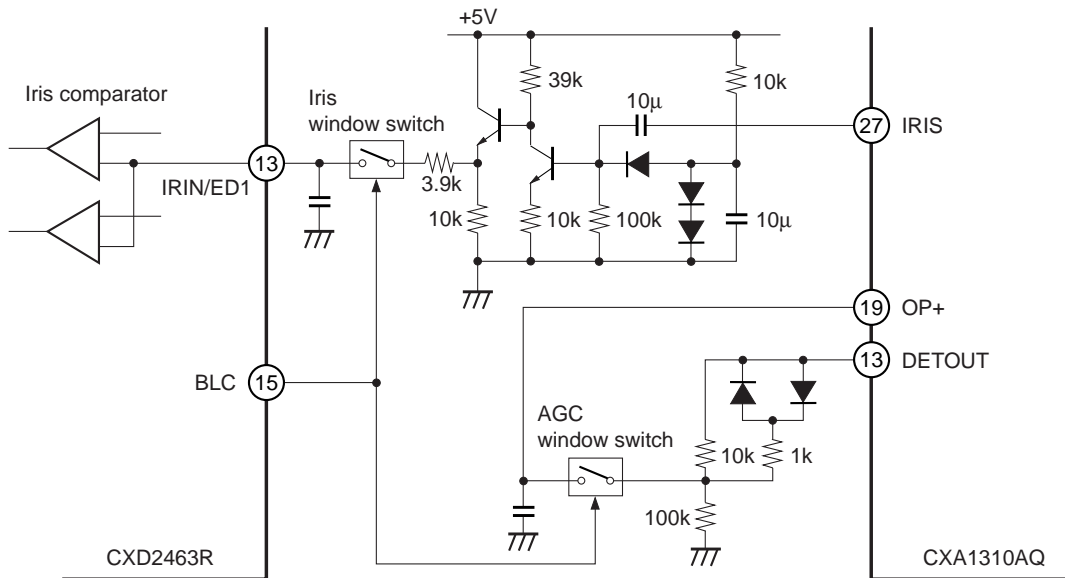 +5V
39k
10k
Iris comparator
Iris
window switch
10μ
27 IRIS
13
IRIN/ED1
3.9k
10k
10k
100k
10μ
19 OP+
13 DETOUT
BLC 15
AGC
window switch
10k
1k
100k
CXD2463R
CXA1310AQ